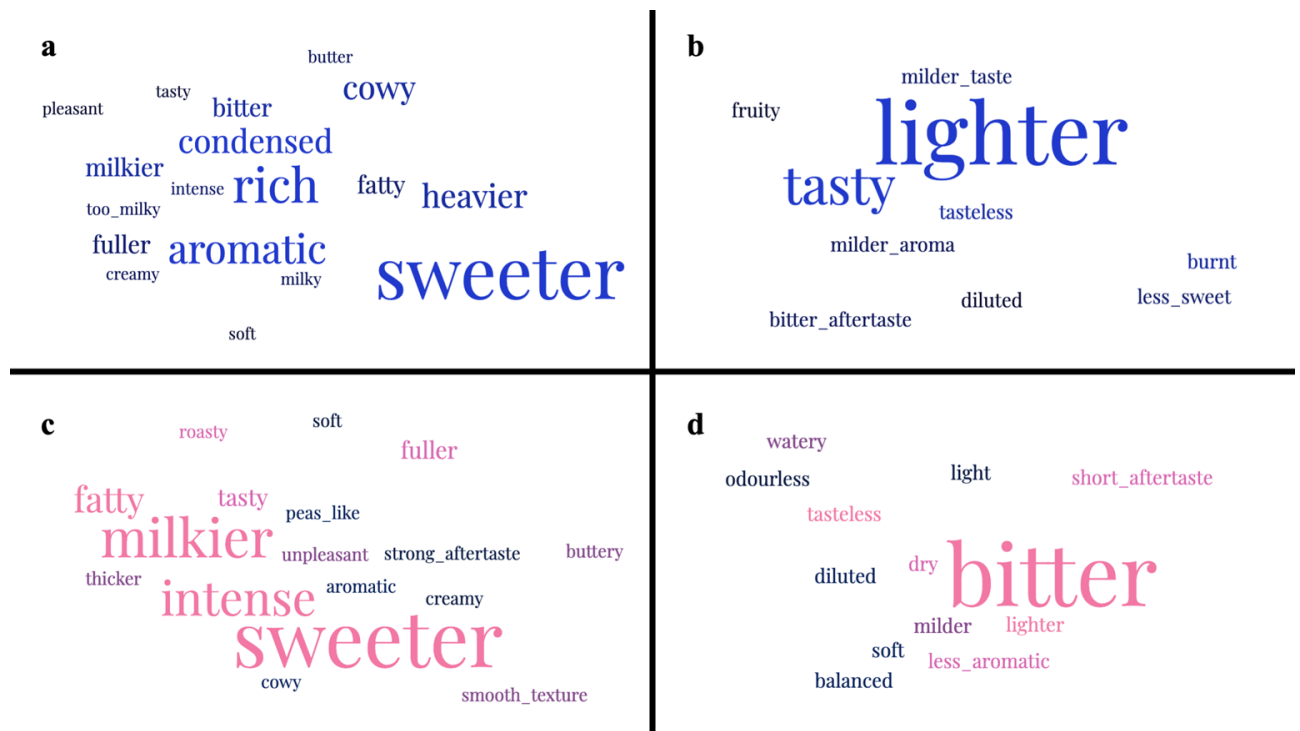 a
butter
cowy
tasty
pleasant
bitter
condensed
milkier
intense
rich
fatty
heavier
too_milky
fuller
aromatic
creamy
milky
sweeter
soft
b
milder_taste
fruity
lighter
tasty
tasteless
milder_aroma
burnt
less_sweet
diluted
bitter_aftertaste
c
soft
roasty
fuller
fatty
tasty
peas_like
milkier
unpleasant
strong_aftertaste
buttery
thicker
aromatic
intense
creamy
sweeter
cowy
smooth_texture
d
watery
odourless
light
short_aftertaste
tasteless
dry
bitter
diluted
milder
lighter
soft
less_aromatic
balanced